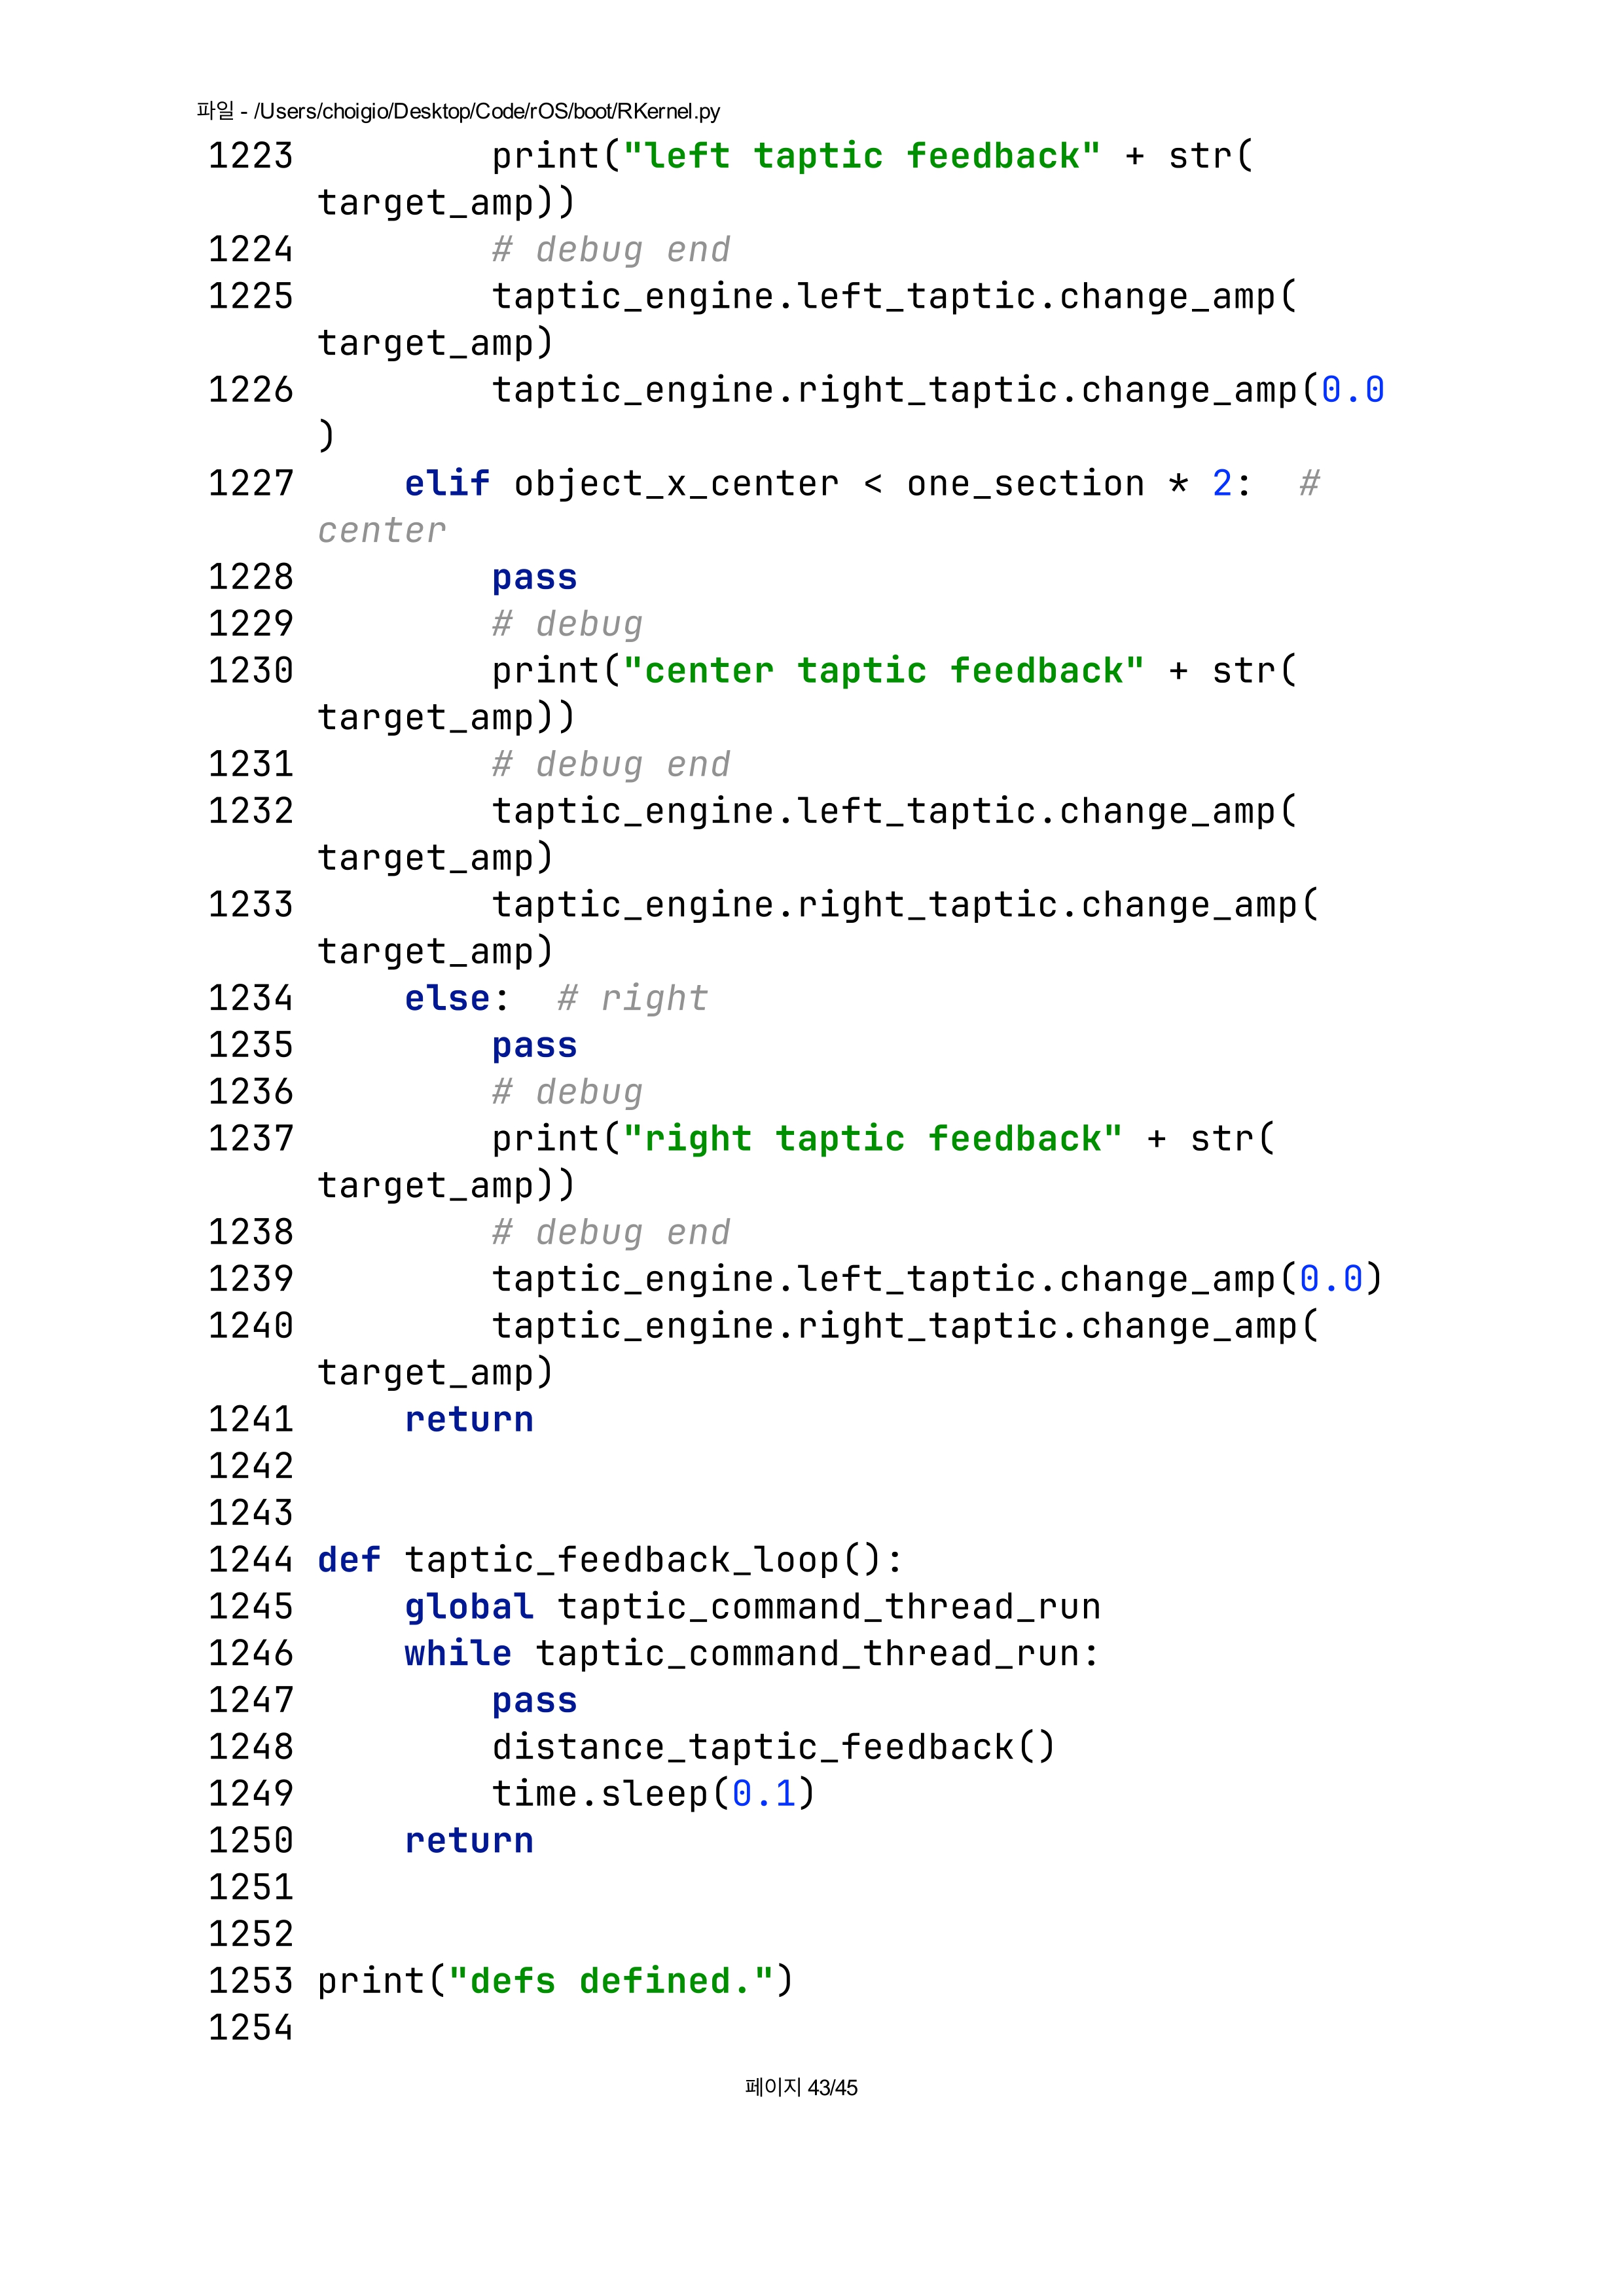 파일 - /Users/choigio/Desktop/Code/rOS/boot/RKernel.py
1223         print("left taptic feedback" + str(
target_amp))
1224         # debug end
1225         taptic_engine.left_taptic.change_amp(
target_amp)
1226         taptic_engine.right_taptic.change_amp(0.0
)
1227     elif object_x_center < one_section * 2:  #
center
1228         pass
1229         # debug
1230         print("center taptic feedback" + str(
target_amp))
1231         # debug end
1232         taptic_engine.left_taptic.change_amp(
target_amp)
1233         taptic_engine.right_taptic.change_amp(
target_amp)
1234     else:  # right
1235         pass
1236         # debug
1237         print("right taptic feedback" + str(
target_amp))
1238         # debug end
1239         taptic_engine.left_taptic.change_amp(0.0)
1240         taptic_engine.right_taptic.change_amp(
target_amp)
1241     return
1242
1243
1244 def taptic_feedback_loop():
1245     global taptic_command_thread_run
1246     while taptic_command_thread_run:
1247         pass
1248         distance_taptic_feedback()
1249         time.sleep(0.1)
1250     return
1251
1252
1253 print("defs defined.")
1254
페이지 43/45